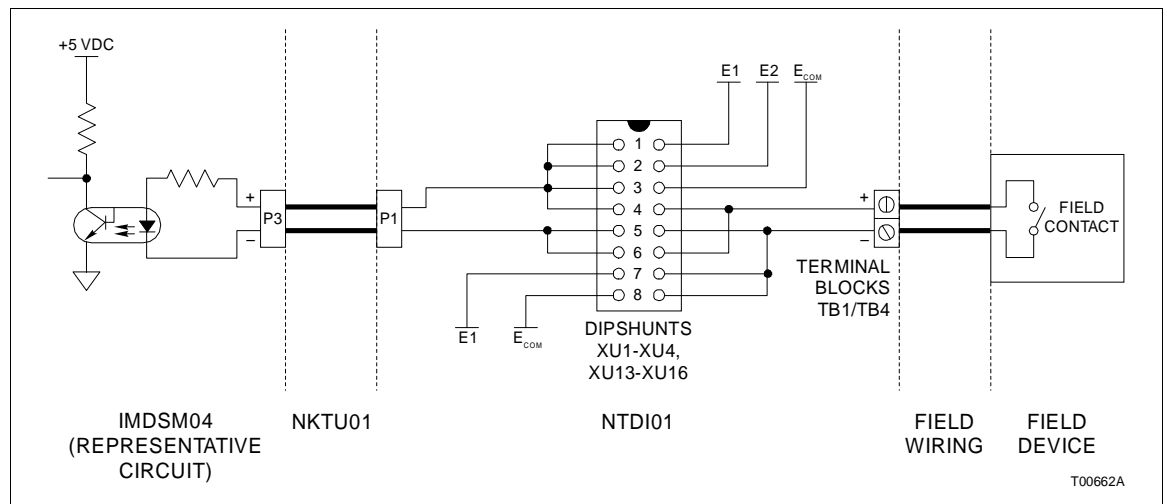 +5 VDC
E1 E2 ECOM
1
2
3
4
5
6
7
8
+
−
P3
P1
+
−
FIELD
CONTACT
TERMINAL
BLOCKS
TB1/TB4
E1 ECOM
DIPSHUNTS
XU1-XU4,
XU13-XU16
IMDSM04
(REPRESENTATIVE
CIRCUIT)
NKTU01
NTDI01
FIELD
WIRING
FIELD
DEVICE
T00662A